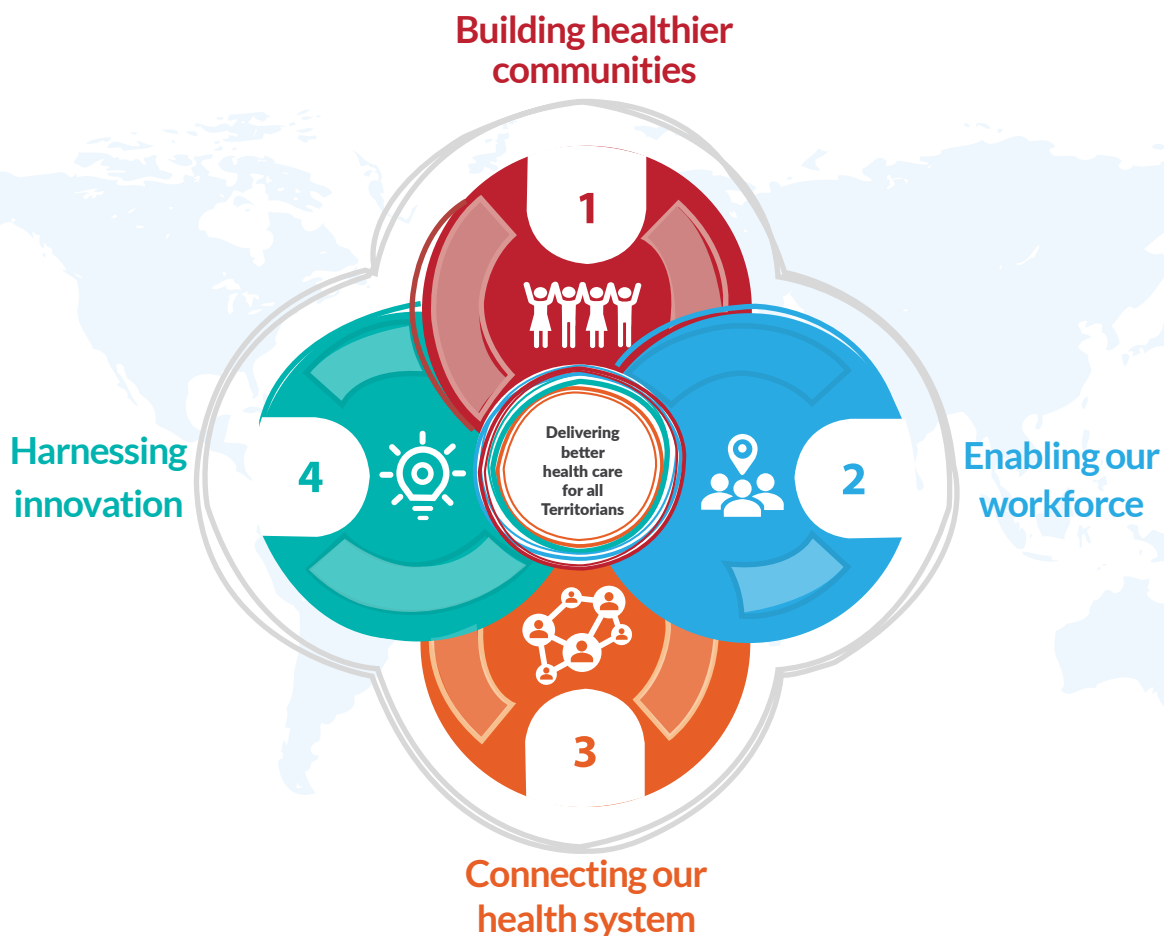 Building healthier
communities
1
Harnessing
innovation
4
Delivering
better
health care
for all
Territorians
2
Enabling our
workforce
3
Connecting our
health system